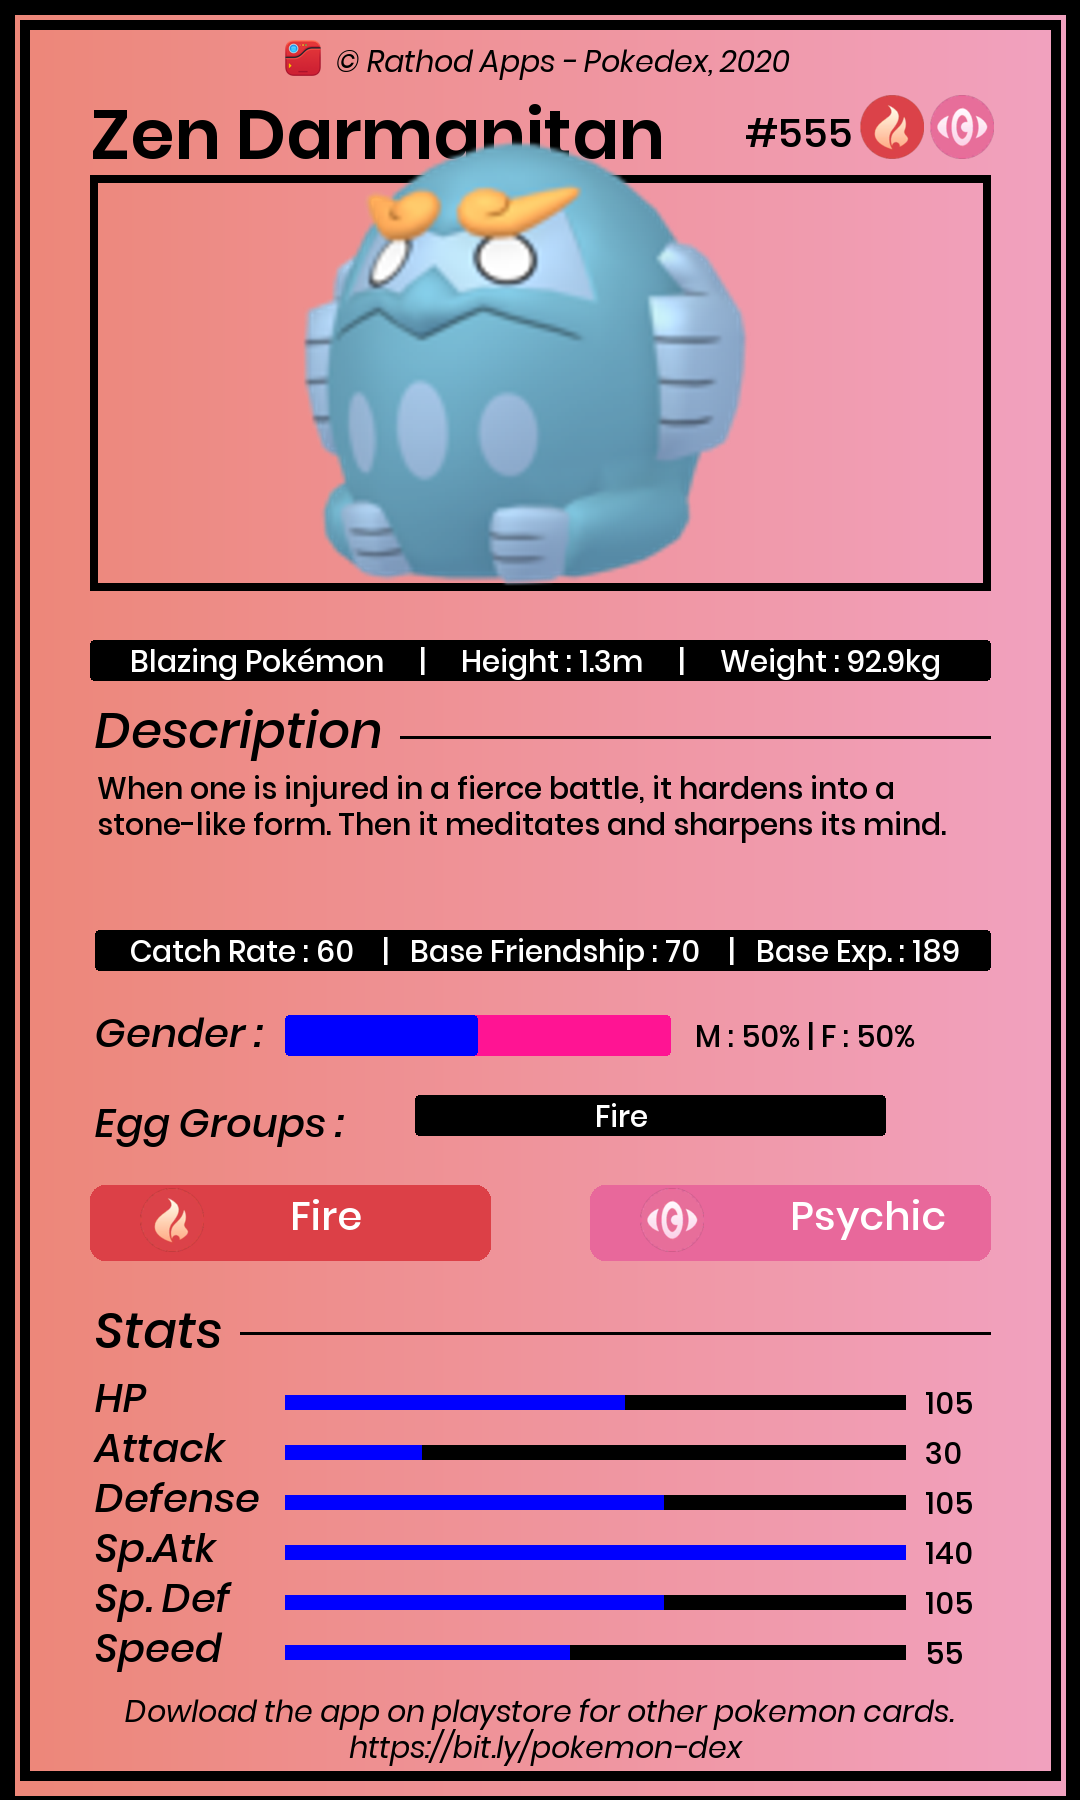 © Rathod Apps - Pokedex, 2020
Zen Darmanitan #555
Blazing Pokémon | Height : 1.3m | Weight : 92.9kg
Description
When one is injured in a fierce battle, it hardens into a
stone-like form. Then it meditates and sharpens its mind.
Catch Rate : 60 | Base Friendship : 70 | Base Exp. : 189
Gender : M : 50% | F : 50%
Egg Groups : Fire
Fire Psychic
Stats
HP 105
Attack 30
Defense 105
Sp.Atk 140
Sp. Def 105
Speed 55
Dowload the app on playstore for other pokemon cards.
https://bit.ly/pokemon-dex